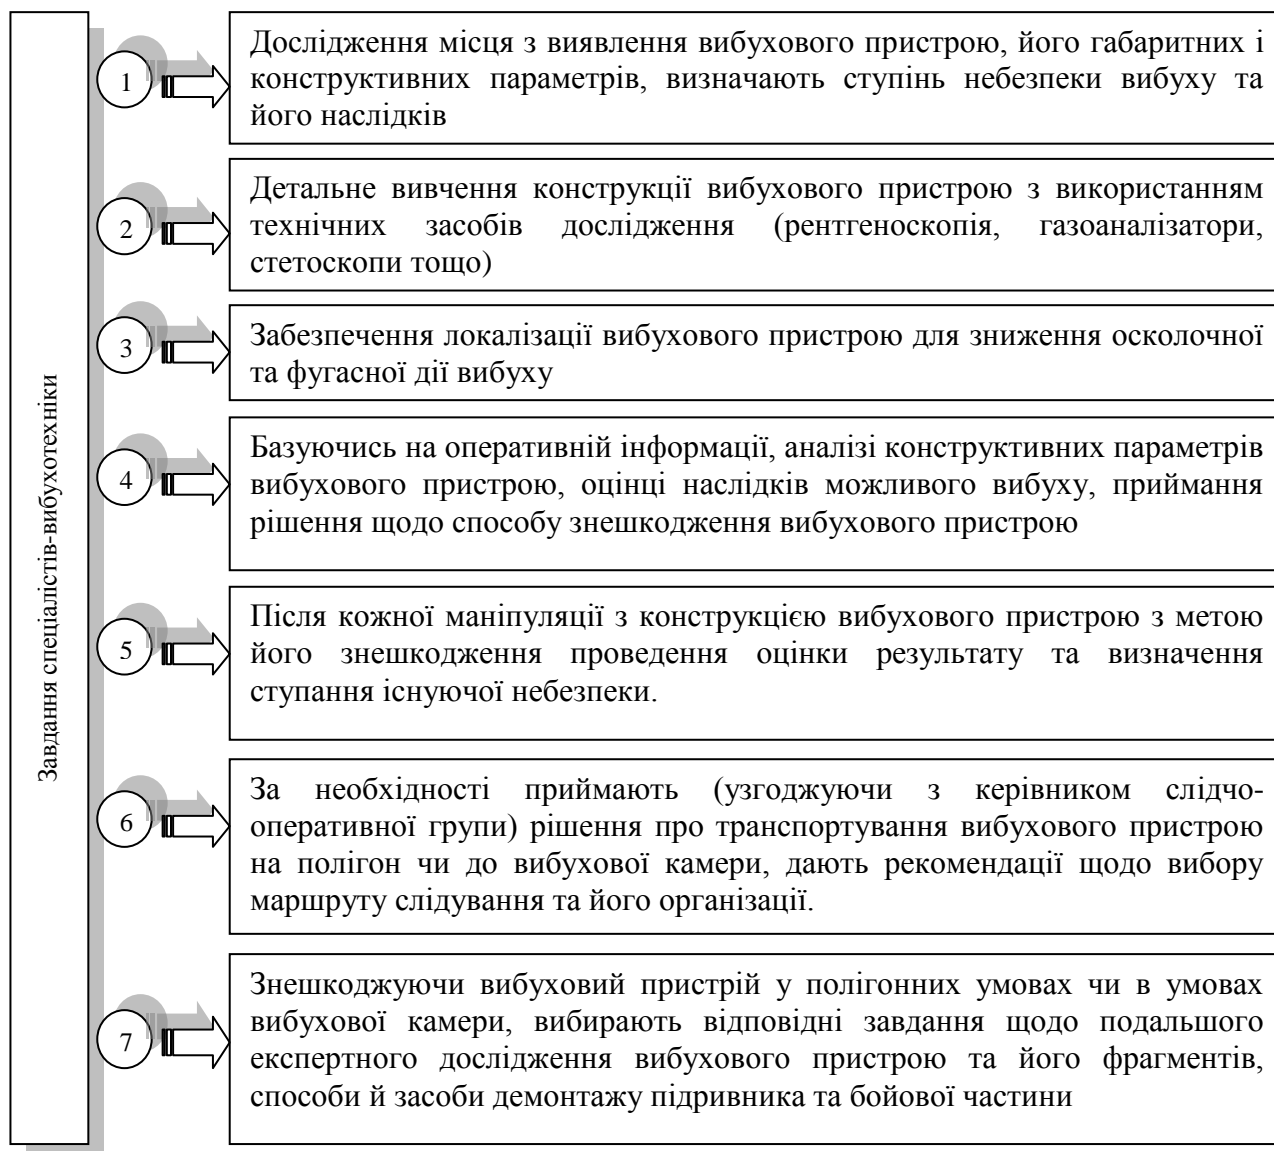 Завдання спеціалістів-вибухотехніки
1
Дослідження місця з виявлення вибухового пристрою, його габаритних і
конструктивних параметрів, визначають ступінь небезпеки вибуху та
його наслідків
2
Детальне вивчення конструкції вибухового пристрою з використанням
технічних засобів дослідження (рентгеноскопія, газоаналізатори,
стетоскопи тощо)
3
Забезпечення локалізації вибухового пристрою для зниження осколочної
та фугасної дії вибуху
4
Базуючись на оперативній інформації, аналізі конструктивних параметрів
вибухового пристрою, оцінці наслідків можливого вибуху, приймання
рішення щодо способу знешкодження вибухового пристрою
5
Після кожної маніпуляції з конструкцією вибухового пристрою з метою
його знешкодження проведення оцінки результату та визначення
ступання існуючої небезпеки.
6
За необхідності приймають (узгоджуючи з керівником слідчо-
оперативної групи) рішення про транспортування вибухового пристрою
на полігон чи до вибухової камери, дають рекомендації щодо вибору
маршруту слідування та його організації.
7
Знешкоджуючи вибуховий пристрій у полігонних умовах чи в умовах
вибухової камери, вибирають відповідні завдання щодо подальшого
експертного дослідження вибухового пристрою та його фрагментів,
способи й засоби демонтажу підривника та бойової частини